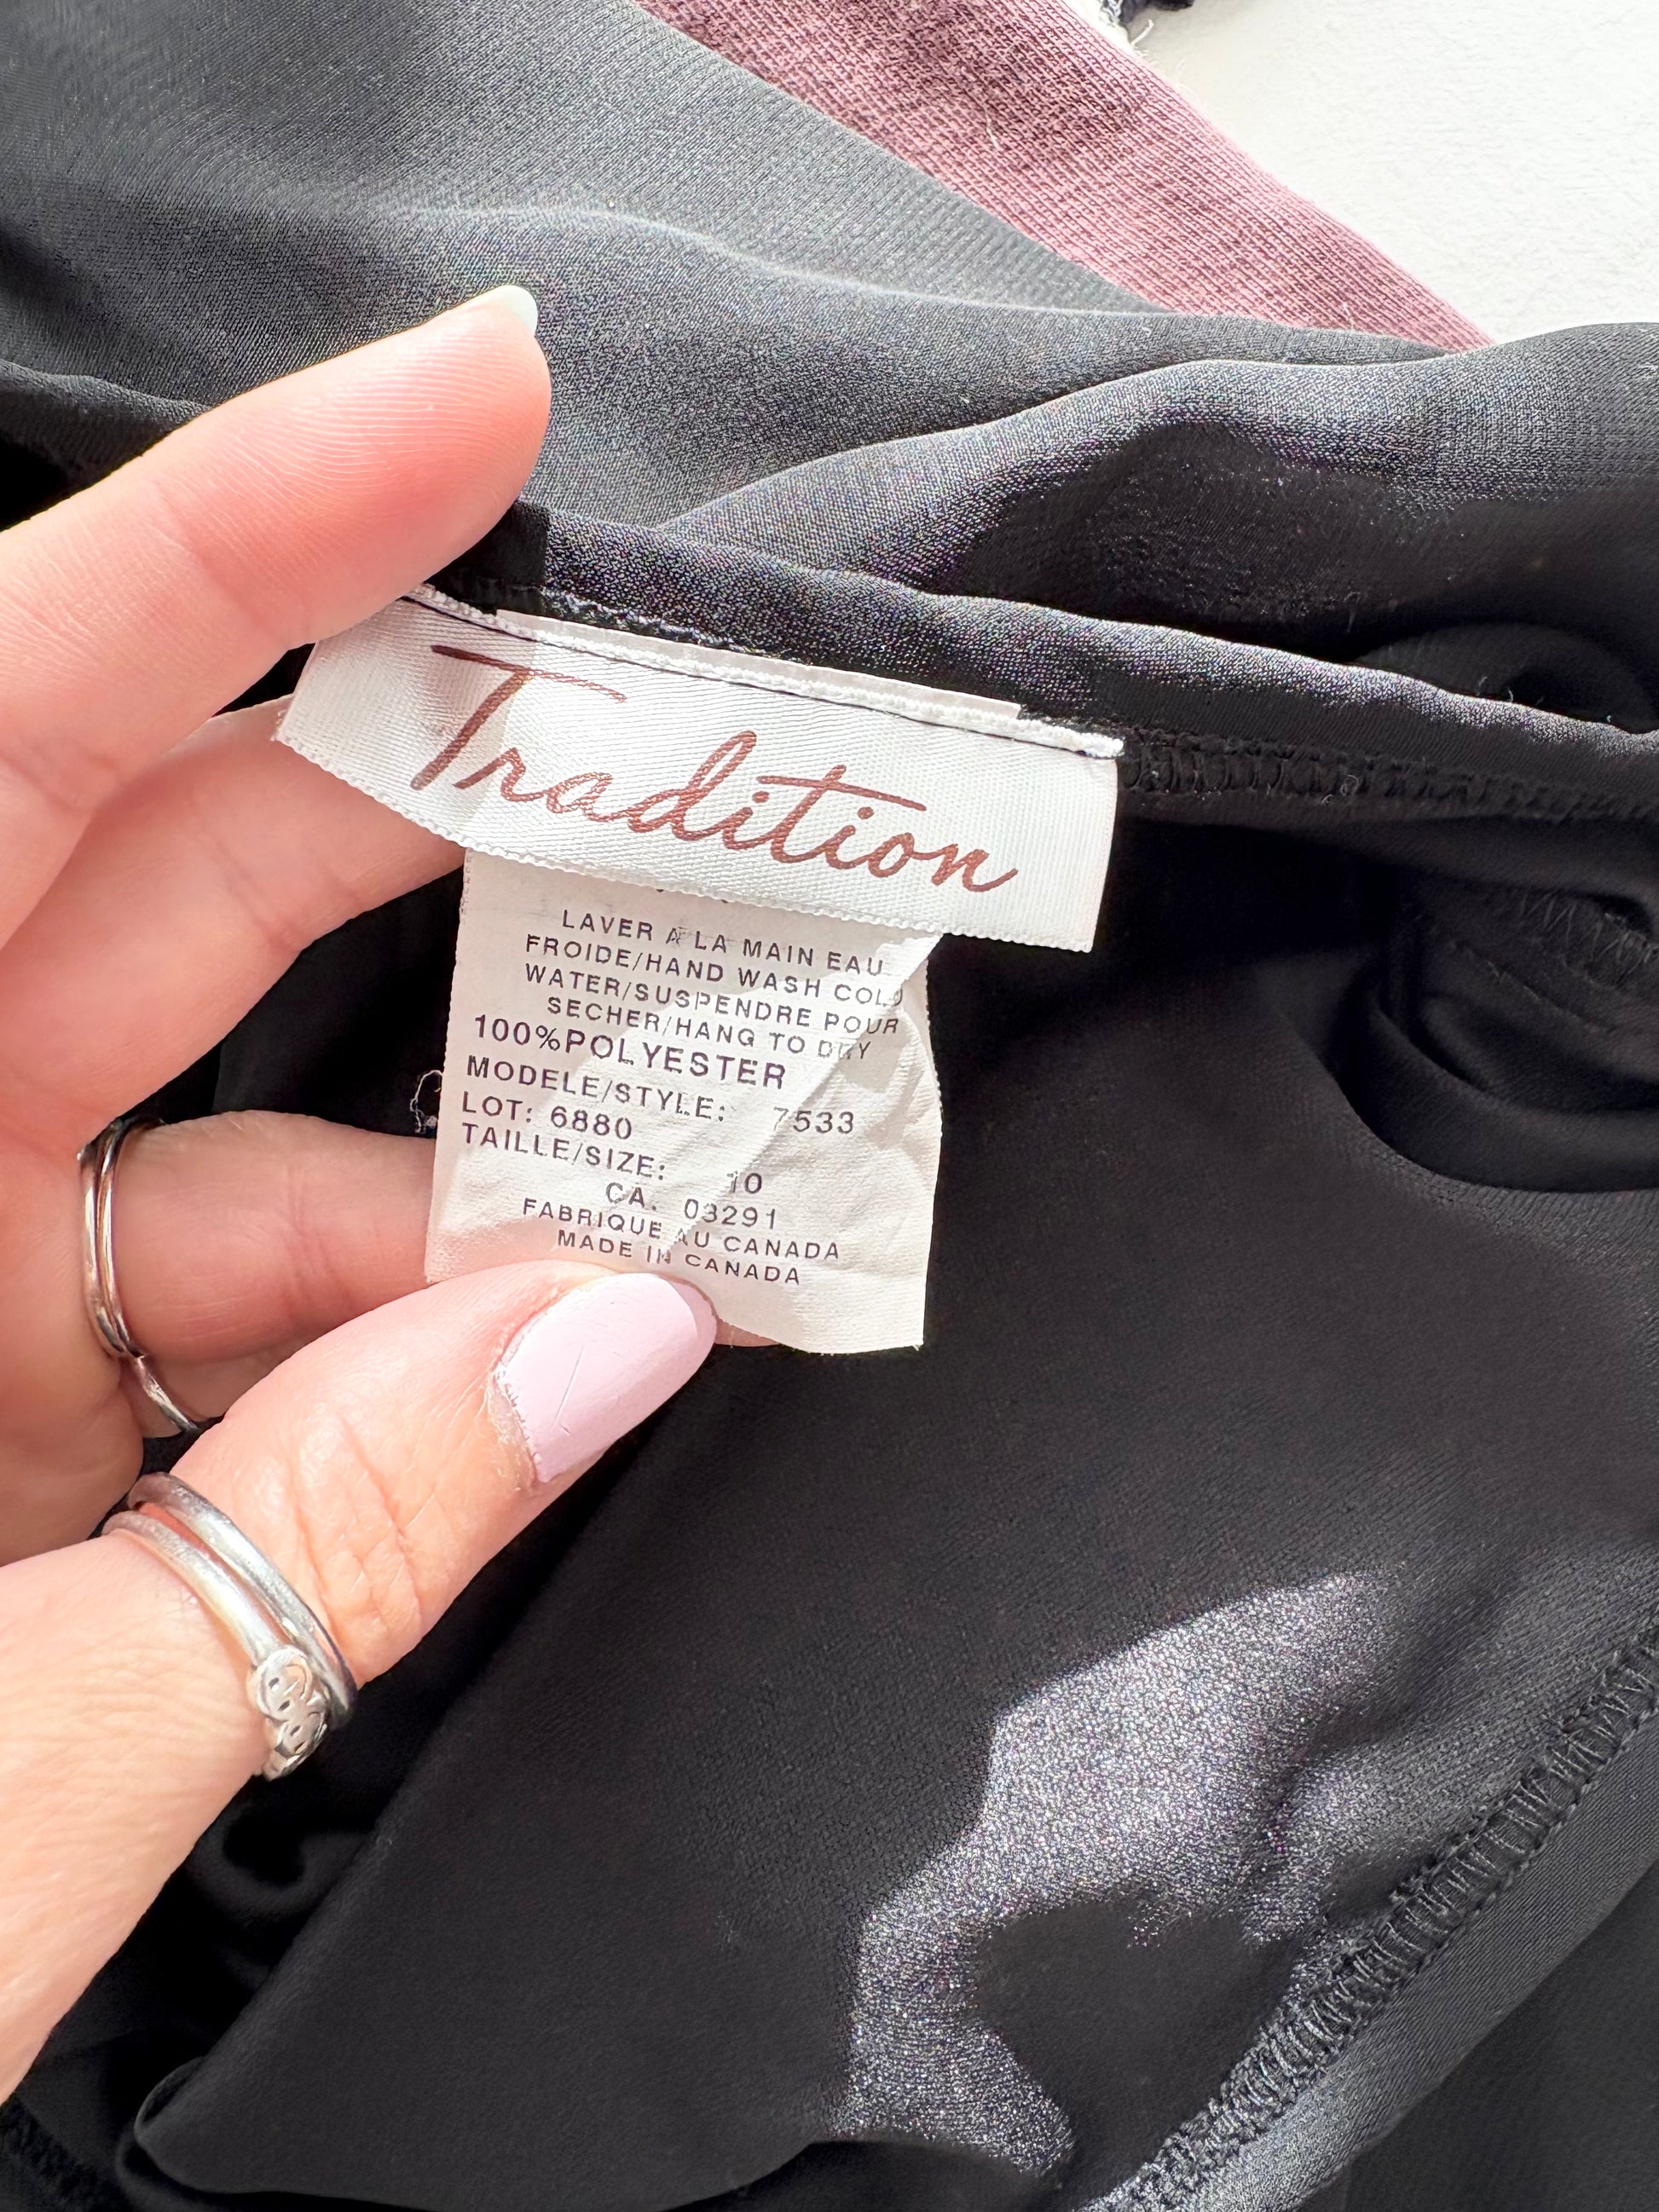 Tradition
LAVER A LA MAIN EAU
FROIDE/HAND WASH COLD
WATER/SUSPENDRE POUR
SECHER/HANG TO DRY
100%POLYESTER
MODELE/STYLE: 7533
LOT: 6880
TAILLE/SIZE: 10
CA. 03291
FABRIQUE AU CANADA
MADE IN CANADA